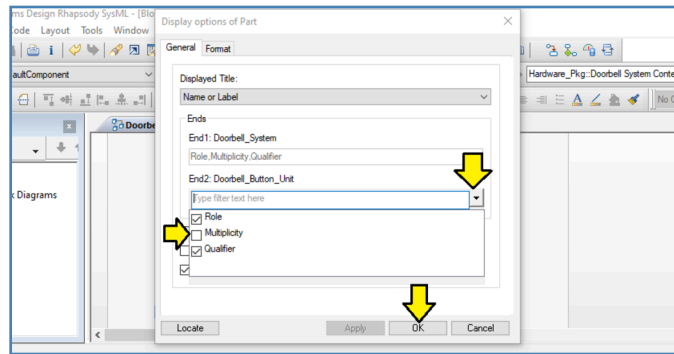 ms Design Rhapsody SysML - [Blo
ode Layout Tools Window
aultComponent
Doorbe
x Diagrams
Display options of Part
General Format
Displayed Title:
Name or Label
Ends
End1: Doorbell_System
Role,Multiplicity,Qualifier
End2: Doorbell_Button_Unit
Type filter text here
Role
Multiplicity
Qualifier
Locate Apply OK Cancel
Hardware_Pkg::Doorbell System Conte
No C